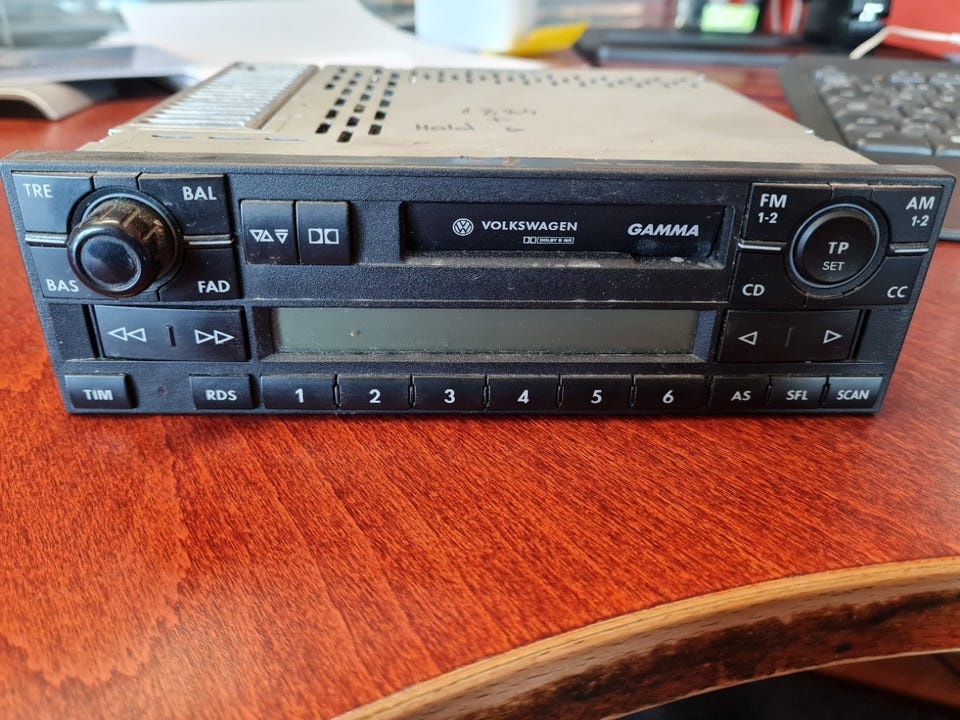 TRE
BAL
BAS
FAD
VOLKSWAGEN
DOLBY B NR
GAMMA
FM
1-2
AM
1-2
TP
SET
CD
CC
TIM
RDS
1
2
3
4
5
6
AS
SFL
SCAN